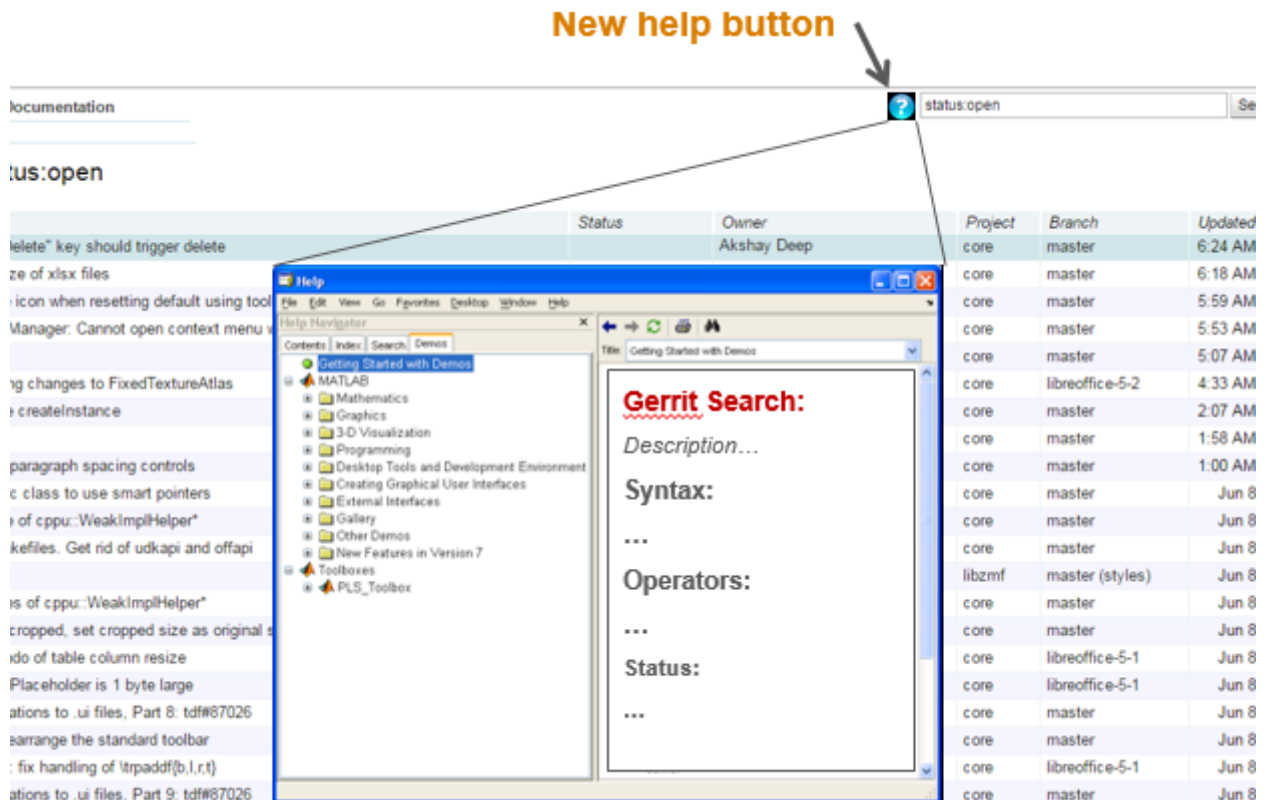 New help button
Documentation
? status:open Se
tus:open
Status Owner Project Branch Updated
delete" key should trigger delete Akshay Deep core master 6:24 AM
ze of xlsx files core master 6:18 AM
icon when resetting default using tool core master 5:59 AM
Manager: Cannot open context menu w core master 5:53 AM
core master 5:07 AM
ng changes to FixedTextureAtlas core libreoffice-5-2 4:33 AM
e createInstance core master 2:07 AM
core master 1:58 AM
paragraph spacing controls core master 1:00 AM
c class to use smart pointers core master Jun 8
of cppu::WeakImplHelper* core master Jun 8
kefiles. Get rid of udkapi and offapi core master Jun 8
libzmf master (styles) Jun 8
es of cppu::WeakImplHelper* core master Jun 8
cropped, set cropped size as original s core master Jun 8
ndo of table column resize core libreoffice-5-1 Jun 8
Placeholder is 1 byte large core libreoffice-5-1 Jun 8
ations to .ui files, Part 8: tdf#87026 core master Jun 8
earrange the standard toolbar core master Jun 8
: fix handling of \trpaddf{b,l,r,t} core libreoffice-5-1 Jun 8
ations to .ui files, Part 9: tdf#87026 core master Jun 8
Help
File Edit View Go Favorites Desktop Window Help
Help Navigator
Contents Index Search Demos
Getting Started with Demos
MATLAB
Mathematics
Graphics
3-D Visualization
Programming
Desktop Tools and Development Environment
Creating Graphical User Interfaces
External Interfaces
Gallery
Other Demos
New Features in Version 7
Toolboxes
PLS_Toolbox
Title: Getting Started with Demos
Gerrit Search:
Description...
Syntax:
...
Operators:
...
Status:
...